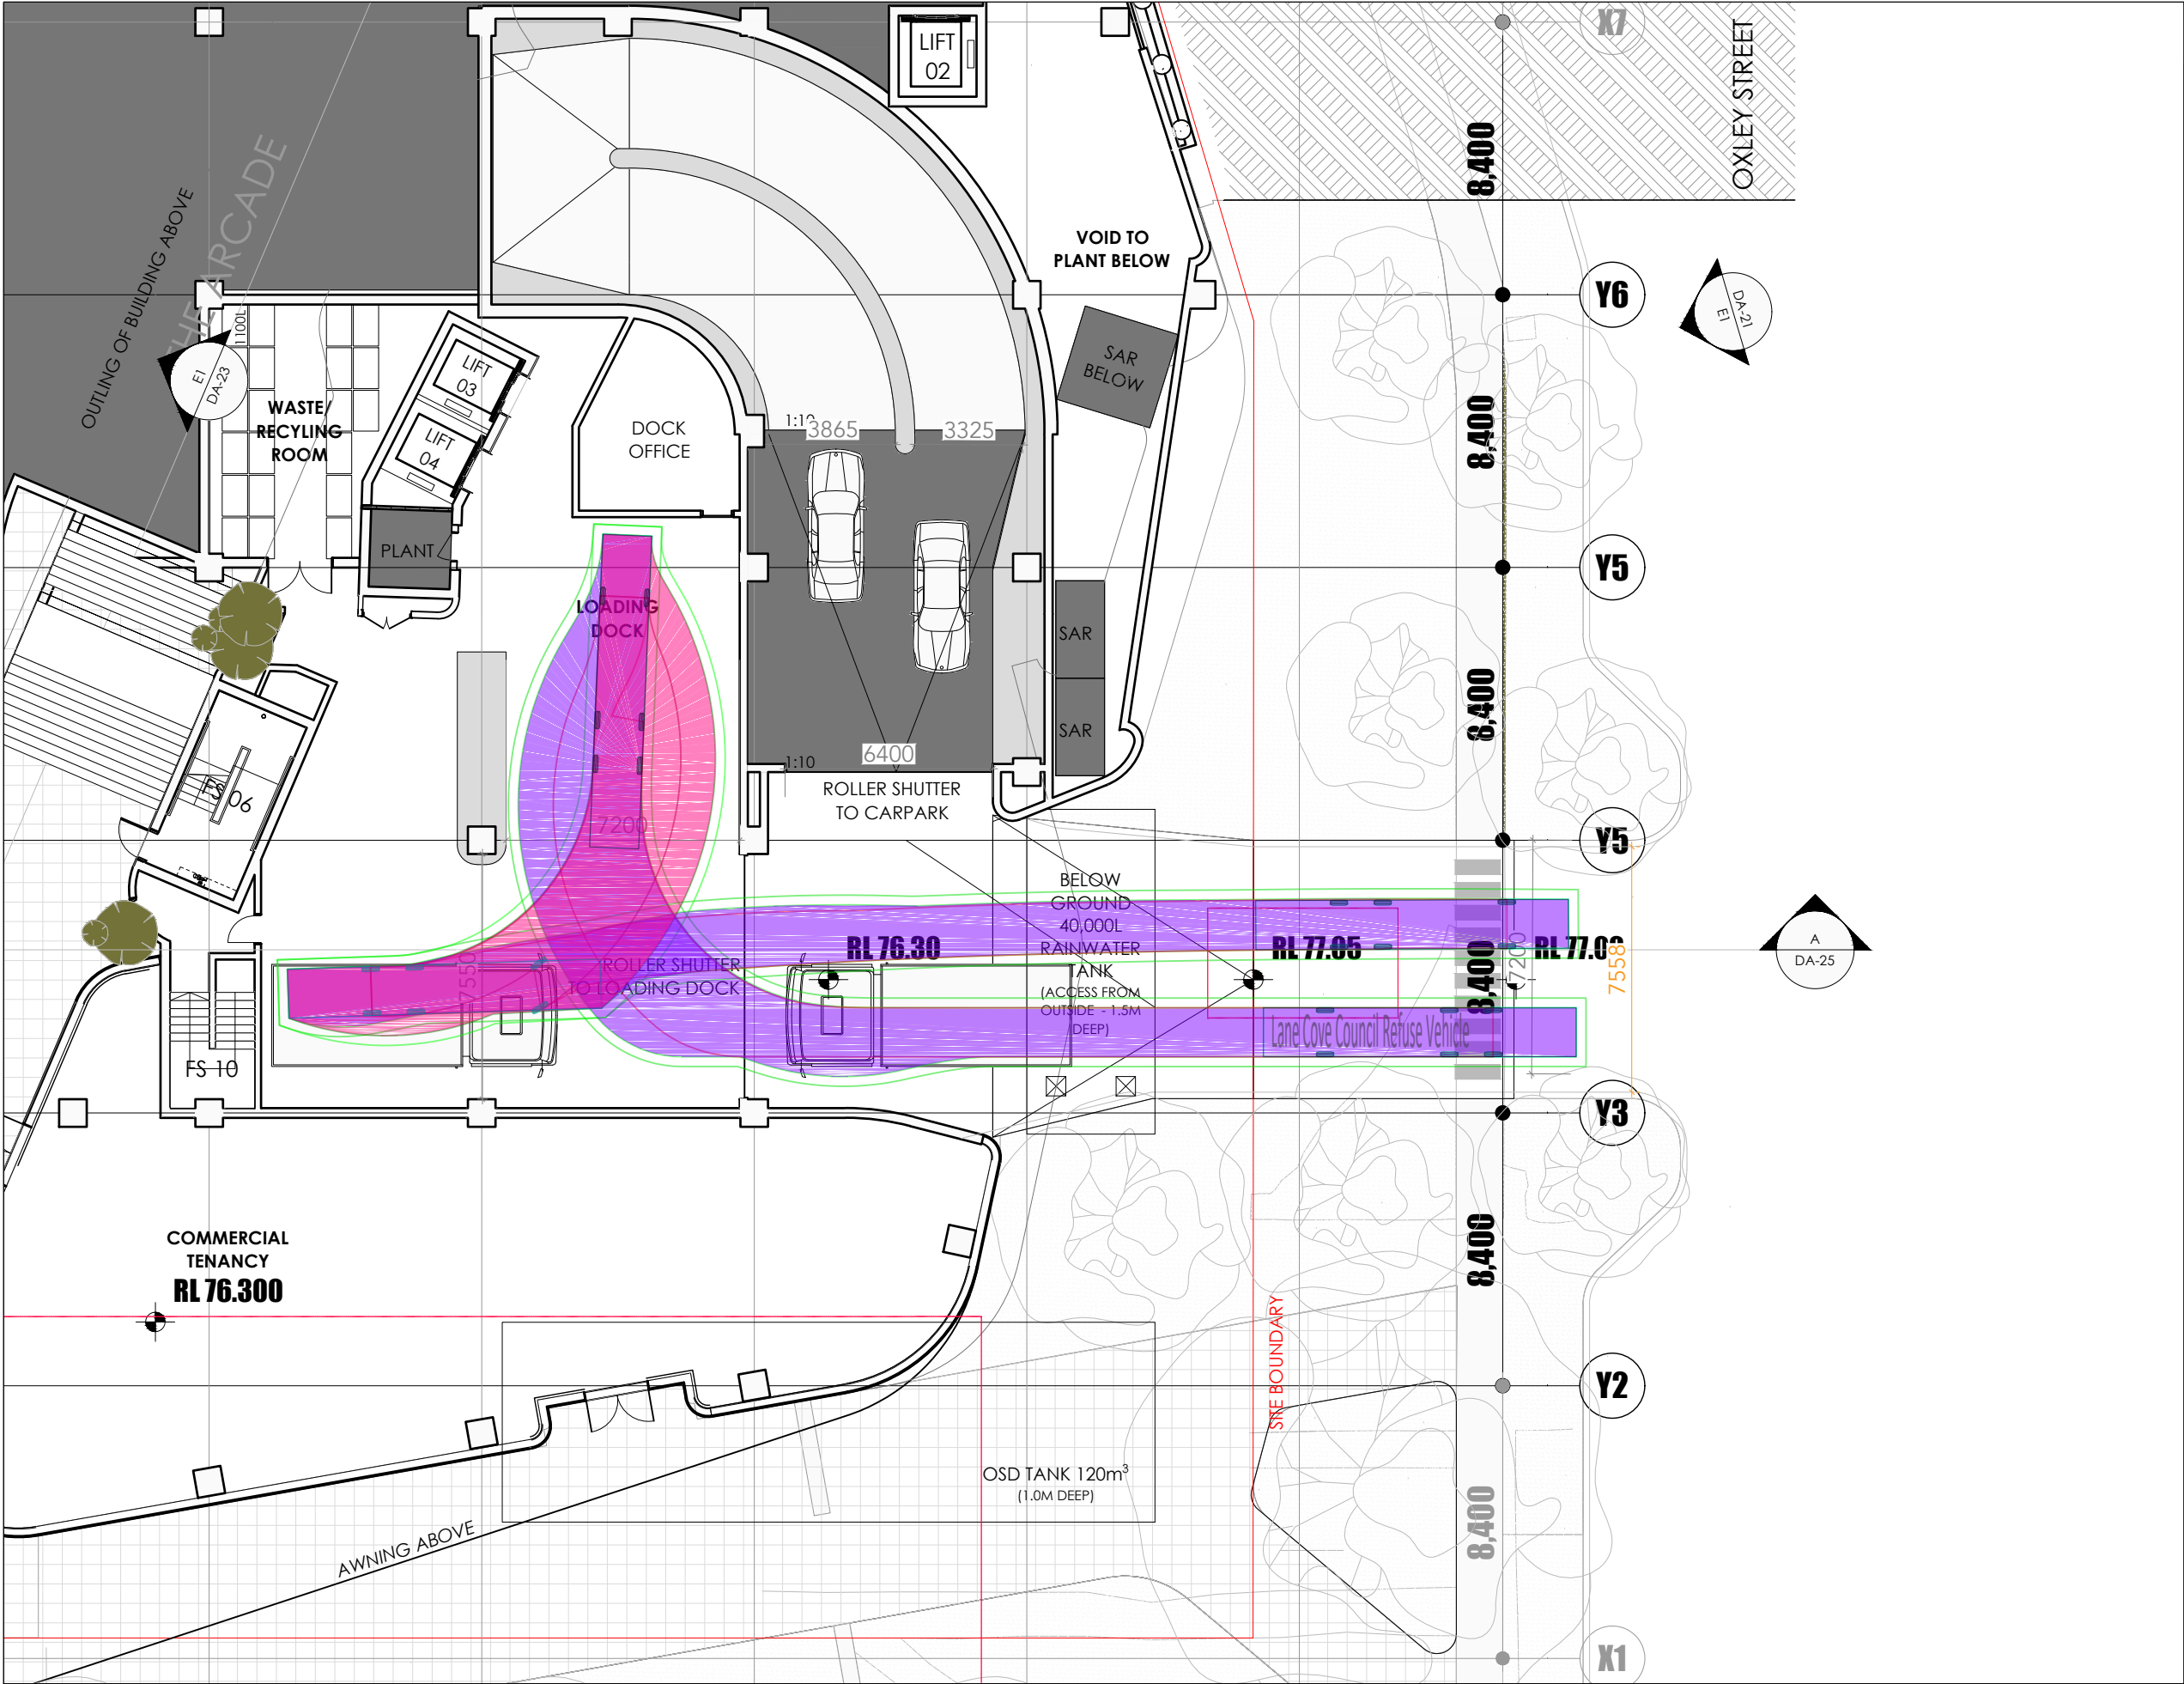 X7
OXLEY STREET
LIFT
02
8,400
THE ARCADE
OUTLING OF BUILDING ABOVE
VOID TO
PLANT BELOW
Y6
DA-21
E1
1100L
E1
DA-23
LIFT
03
LIFT
04
WASTE/
RECYLING
ROOM
SAR
BELOW
DOCK
OFFICE
3865
3325
8,400
PLANT
Y5
LOADING
DOCK
SAR
SAR
8,400
6400
1:10
ROLLER SHUTTER
TO CARPARK
FS 06
7200
Y5
BELOW
GROUND
40,000L
RAINWATER
TANK
(ACCESS FROM
OUTSIDE - 1.5M
DEEP)
RL 76.30
RL 77.05
8,400
7200
7558
A
DA-25
7550
ROLLER SHUTTER
TO LOADING DOCK
Lane Cove Council Refuse Vehicle
FS 10
Y3
COMMERCIAL
TENANCY
RL 76.300
8,400
SITE BOUNDARY
Y2
OSD TANK 120m³
(1.0M DEEP)
8,400
AWNING ABOVE
X1